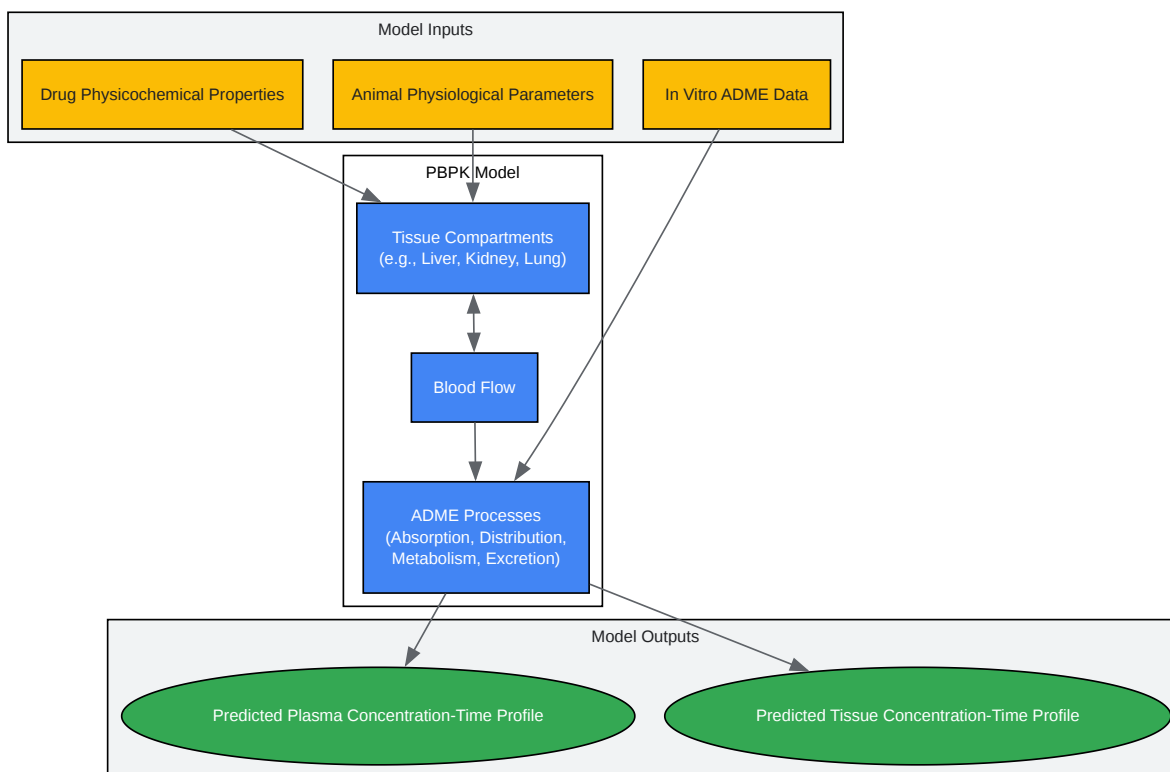 Model Inputs
Drug Physicochemical Properties
Animal Physiological Parameters
In Vitro ADME Data
PBPK Model
Tissue Compartments
(e.g., Liver, Kidney, Lung)
Blood Flow
ADME Processes
(Absorption, Distribution,
Metabolism, Excretion)
Model Outputs
Predicted Plasma Concentration-Time Profile
Predicted Tissue Concentration-Time Profile